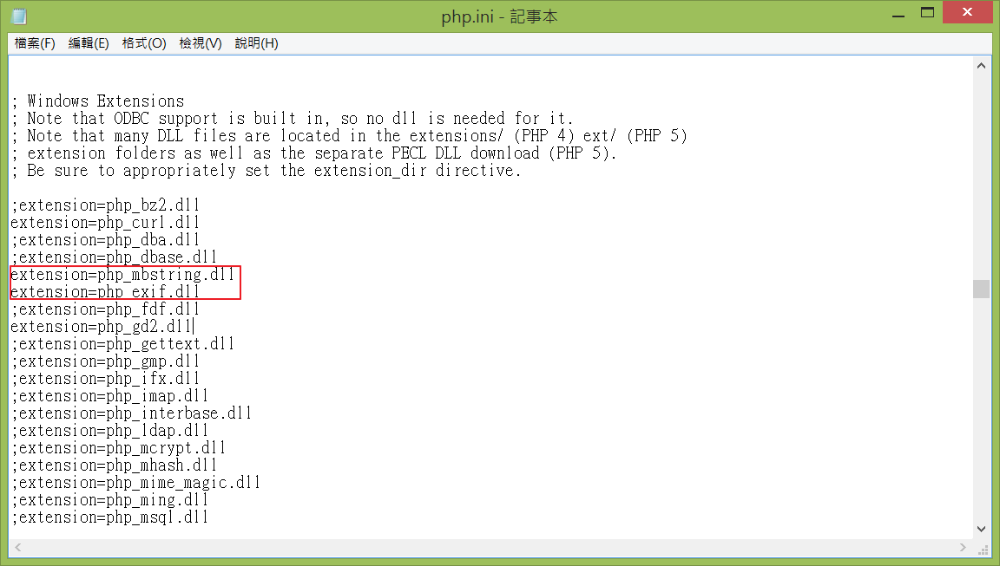 php.ini - 記事本
檔案(F) 編輯(E) 格式(O) 檢視(V) 說明(H)
; Windows Extensions
; Note that ODBC support is built in, so no dll is needed for it.
; Note that many DLL files are located in the extensions/ (PHP 4) ext/ (PHP 5)
; extension folders as well as the separate PECL DLL download (PHP 5).
; Be sure to appropriately set the extension_dir directive.
;extension=php_bz2.dll
extension=php_curl.dll
;extension=php_dba.dll
;extension=php_dbase.dll
extension=php_mbstring.dll
extension=php_exif.dll
;extension=php_fdf.dll
extension=php_gd2.dll
;extension=php_gettext.dll
;extension=php_gmp.dll
;extension=php_ifx.dll
;extension=php_imap.dll
;extension=php_interbase.dll
;extension=php_ldap.dll
;extension=php_mcrypt.dll
;extension=php_mhash.dll
;extension=php_mime_magic.dll
;extension=php_ming.dll
;extension=php_msql.dll